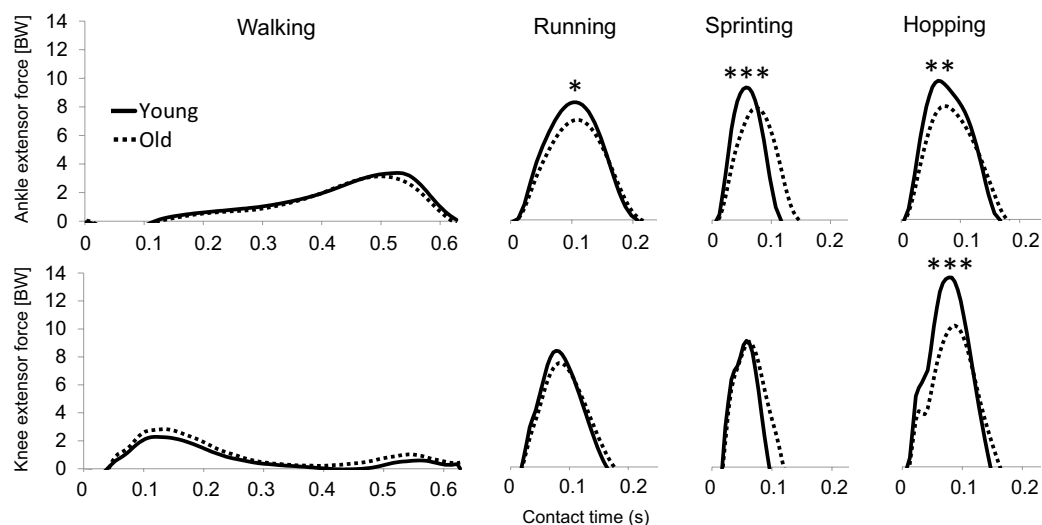 Walking Running Sprinting Hopping
Ankle extensor force [BW]
14
12
10
8
6
4
2
0
Young
Old
* *** **
0 0.1 0.2 0.3 0.4 0.5 0.6 0 0.1 0.2 0 0.1 0.2 0 0.1 0.2
Knee extensor force [BW]
14
12
10
8
6
4
2
0
***
0 0.1 0.2 0.3 0.4 0.5 0.6 0 0.1 0.2 0 0.1 0.2 0 0.1 0.2
Contact time (s)